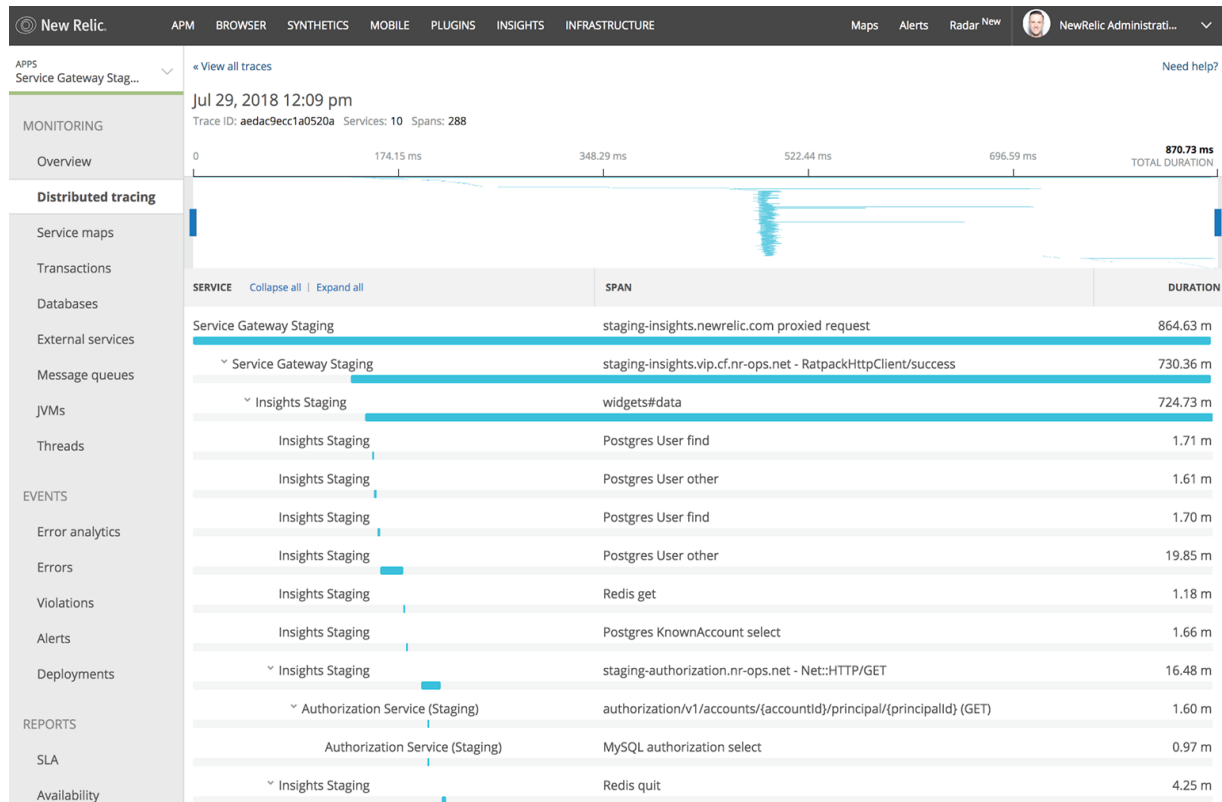 New Relic. APM BROWSER SYNTHETICS MOBILE PLUGINS INSIGHTS INFRASTRUCTURE Maps Alerts Radar New NewRelic Administrati...
APPS
Service Gateway Stag...
MONITORING
Overview
Distributed tracing
Service maps
Transactions
Databases
External services
Message queues
JVMs
Threads
EVENTS
Error analytics
Errors
Violations
Alerts
Deployments
REPORTS
SLA
Availability
« View all traces Need help?
Jul 29, 2018 12:09 pm
Trace ID: aedac9ecc1a0520a Services: 10 Spans: 288
0 174.15 ms 348.29 ms 522.44 ms 696.59 ms 870.73 ms
TOTAL DURATION
SERVICE Collapse all | Expand all SPAN DURATION
Service Gateway Staging staging-insights.newrelic.com proxied request 864.63 m
Service Gateway Staging staging-insights.vip.cf.nr-ops.net - RatpackHttpClient/success 730.36 m
Insights Staging widgets#data 724.73 m
Insights Staging Postgres User find 1.71 m
Insights Staging Postgres User other 1.61 m
Insights Staging Postgres User find 1.70 m
Insights Staging Postgres User other 19.85 m
Insights Staging Redis get 1.18 m
Insights Staging Postgres KnownAccount select 1.66 m
Insights Staging staging-authorization.nr-ops.net - Net::HTTP/GET 16.48 m
Authorization Service (Staging) authorization/v1/accounts/{accountId}/principal/{principalId} (GET) 1.60 m
Authorization Service (Staging) MySQL authorization select 0.97 m
Insights Staging Redis quit 4.25 m